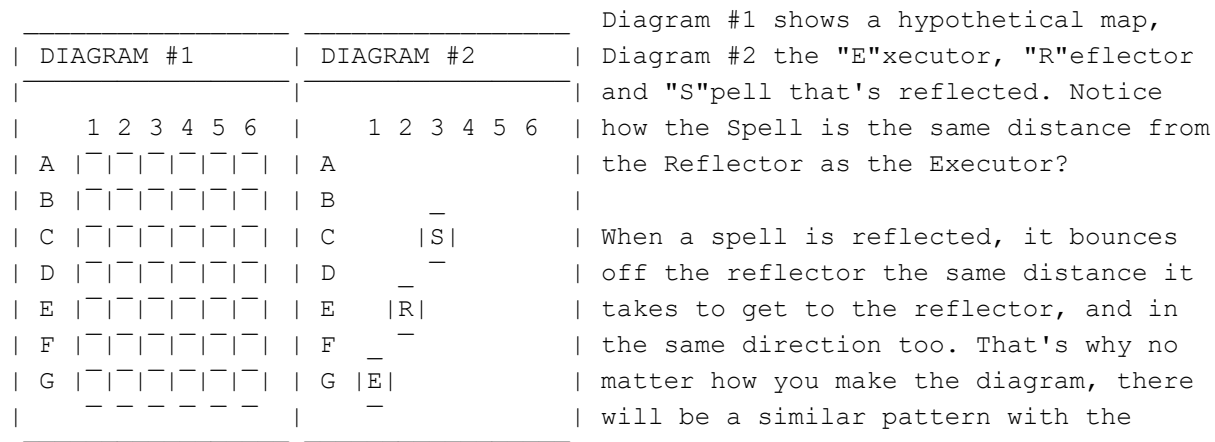 __________________ __________________  Diagram #1 shows a hypothetical map,
| DIAGRAM #1       | DIAGRAM #2       | Diagram #2 the "E"xecutor, "R"eflector
|‾‾‾‾‾‾‾‾‾‾‾‾‾‾‾‾‾‾|‾‾‾‾‾‾‾‾‾‾‾‾‾‾‾‾‾‾| and "S"pell that's reflected. Notice
|    1 2 3 4 5 6  |    1 2 3 4 5 6  | how the Spell is the same distance from
| A |‾|‾|‾|‾|‾|‾| | A                | the Reflector as the Executor?
| B |‾|‾|‾|‾|‾|‾| | B      _         |
| C |‾|‾|‾|‾|‾|‾| | C     |S|        | When a spell is reflected, it bounces
| D |‾|‾|‾|‾|‾|‾| | D    _ ‾         | off the reflector the same distance it
| E |‾|‾|‾|‾|‾|‾| | E   |R|          | takes to get to the reflector, and in
| F |‾|‾|‾|‾|‾|‾| | F  _ ‾           | the same direction too. That's why no
| G |‾|‾|‾|‾|‾|‾| | G |E|            | matter how you make the diagram, there
|    ‾ ‾ ‾ ‾ ‾ ‾  |    ‾             | will be a similar pattern with the